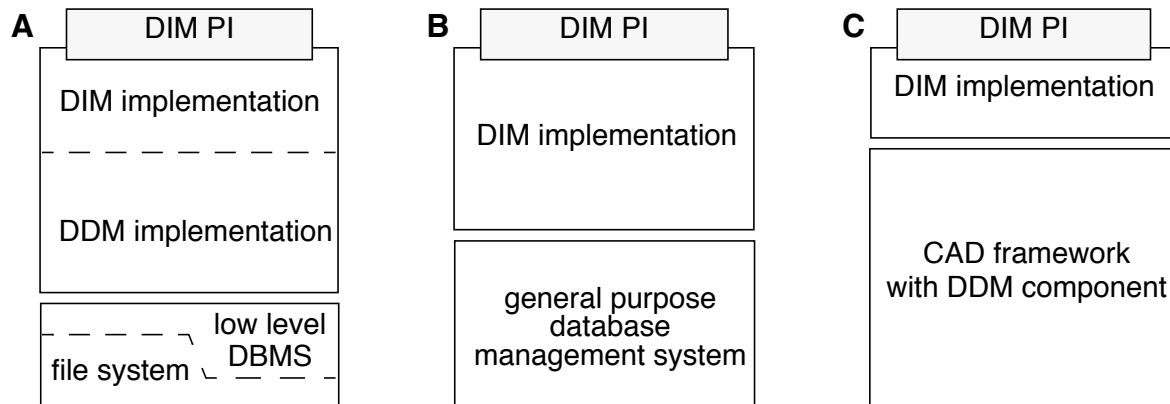 A
DIM PI
DIM implementation
DDM implementation
low level
DBMS
file system
B
DIM PI
DIM implementation
general purpose
database
management system
C
DIM PI
DIM implementation
CAD framework
with DDM component